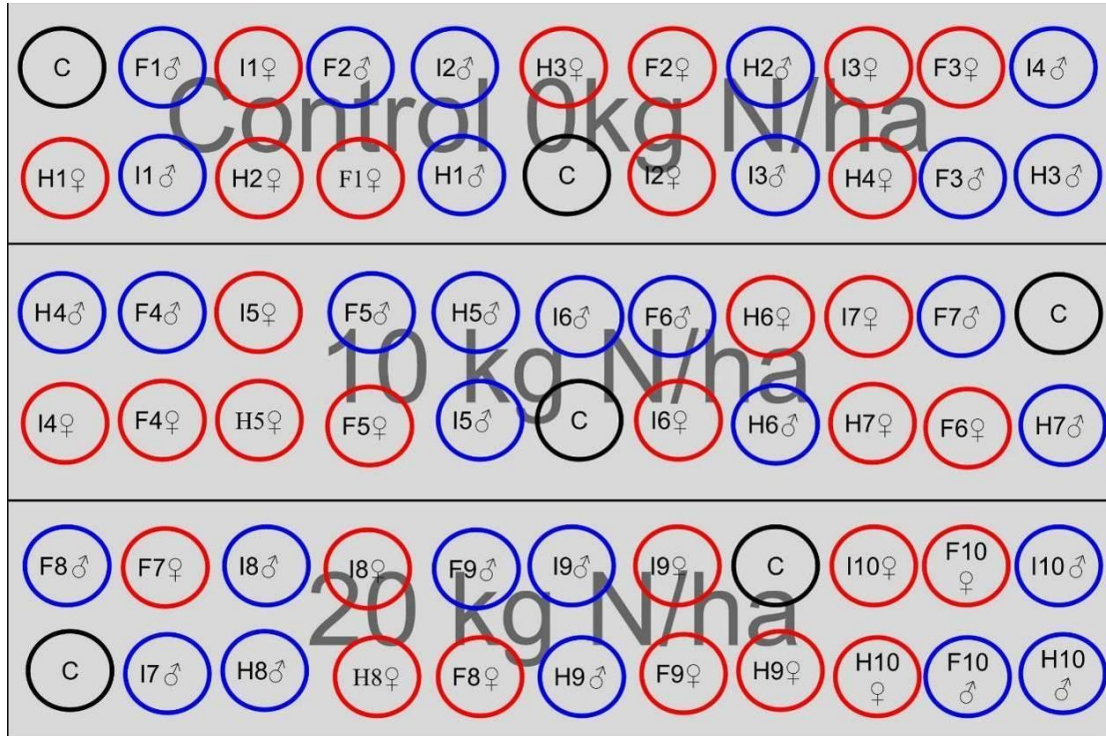 C F1♂ I1♀ F2♂ I2♂ H3♀ F2♀ H2♂ I3♀ F3♀ I4♂
Control 0kg N/ha
H1♀ I1♂ H2♀ F1♀ H1♂ C I2♀ I3♂ H4♀ F3♂ H3♂
H4♂ F4♂ I5♀ F5♂ H5♂ I6♂ F6♂ H6♀ I7♀ F7♂ C
10 kg N/ha
I4♀ F4♀ H5♀ F5♀ I5♂ C I6♀ H6♂ H7♀ F6♀ H7♂
F8♂ F7♀ I8♂ I8♀ F9♂ I9♂ I9♀ C I10♀ F10♀ I10♂
20 kg N/ha
C I7♂ H8♂ H8♀ F8♀ H9♂ F9♀ H9♀ H10♀ F10♂ H10♂